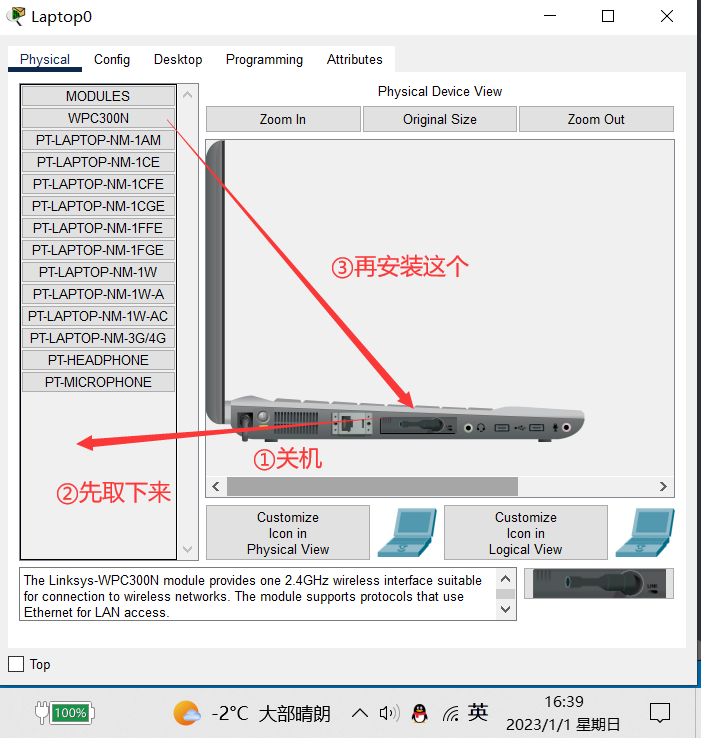 Laptop0
Physical Config Desktop Programming Attributes
MODULES
WPC300N
PT-LAPTOP-NM-1AM
PT-LAPTOP-NM-1CE
PT-LAPTOP-NM-1CFE
PT-LAPTOP-NM-1CGE
PT-LAPTOP-NM-1FFE
PT-LAPTOP-NM-1FGE
PT-LAPTOP-NM-1W
PT-LAPTOP-NM-1W-A
PT-LAPTOP-NM-1W-AC
PT-LAPTOP-NM-3G/4G
PT-HEADPHONE
PT-MICROPHONE
Physical Device View
Zoom In Original Size Zoom Out
③再安装这个
①关机
②先取下来
Customize
Icon in
Physical View
Customize
Icon in
Logical View
The Linksys-WPC300N module provides one 2.4GHz wireless interface suitable
for connection to wireless networks. The module supports protocols that use
Ethernet for LAN access.
Top
100%
-2°C 大部晴朗
英
16:39
2023/1/1 星期日